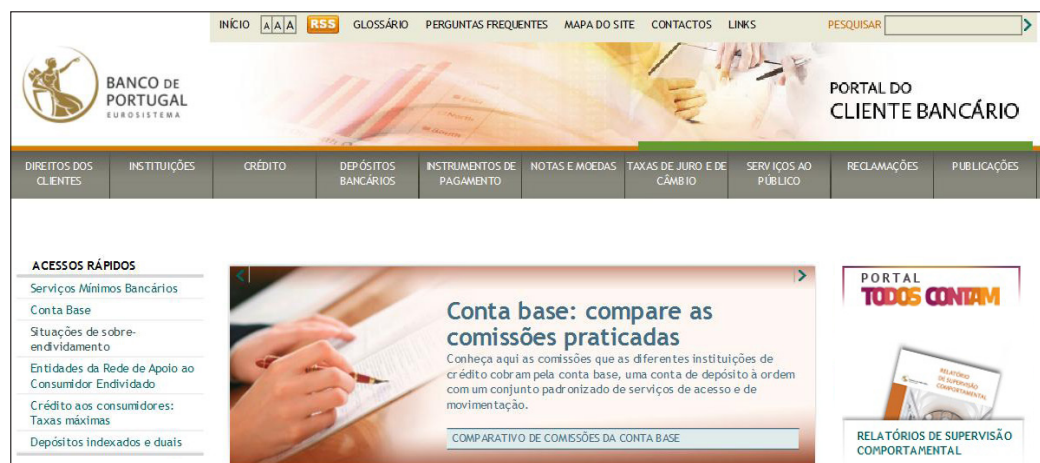 INÍCIO A A A RSS GLOSSÁRIO PERGUNTAS FREQUENTES MAPA DO SITE CONTACTOS LINKS PESQUISAR
BANCO DE
PORTUGAL
EUROSISTEMA
PORTAL DO
CLIENTE BANCÁRIO
DIREITOS DOS
CLIENTES
INSTITUIÇÕES
CRÉDITO
DEPÓSITOS
BANCÁRIOS
INSTRUMENTOS DE
PAGAMENTO
NOTAS E MOEDAS
TAXAS DE JURO E DE
CÂMBIO
SERVIÇOS AO
PÚBLICO
RECLAMAÇÕES
PUBLICAÇÕES
ACESSOS RÁPIDOS
Serviços Mínimos Bancários
Conta Base
Situações de sobre-
endividamento
Entidades da Rede de Apoio ao
Consumidor Endividado
Crédito aos consumidores:
Taxas máximas
Depósitos indexados e duais
Conta base: compare as
comissões praticadas
Conheça aqui as comissões que as diferentes instituições de
crédito cobram pela conta base, uma conta de depósito à ordem
com um conjunto padronizado de serviços de acesso e de
movimentação.
COMPARATIVO DE COMISSÕES DA CONTA BASE
PORTAL
TODOS CONTAM
RELATÓRIO
DE SUPERVISÃO
COMPORTAMENTAL
RELATÓRIOS DE SUPERVISÃO
COMPORTAMENTAL